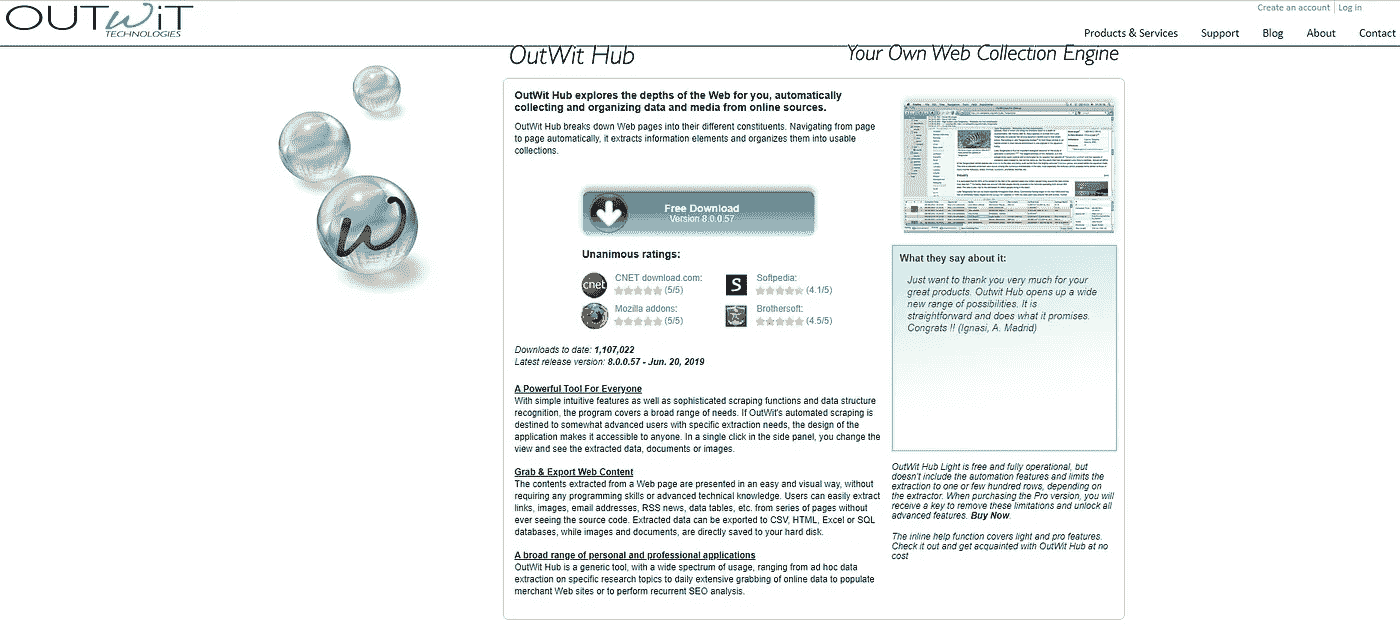 OUTWiT
TECHNOLOGIES
Create an account Log in
Products & Services Support Blog About Contact
OutWit Hub
Your Own Web Collection Engine
w
OutWit Hub explores the depths of the Web for you, automatically
collecting and organizing data and media from online sources.
OutWit Hub breaks down Web pages into their different constituents. Navigating from page
to page automatically, it extracts information elements and organizes them into usable
collections.
Free Download
Version 8.0.0.57
Unanimous ratings:
cnet
CNET download.com:
(5/5)
S
Softpedia:
(4.1/5)
Mozilla addons:
(5/5)
Brothersoft:
(4.5/5)
Downloads to date: 1,107,022
Latest release version: 8.0.0.57 - Jun. 20, 2019
A Powerful Tool For Everyone
With simple intuitive features as well as sophisticated scraping functions and data structure
recognition, the program covers a broad range of needs. If OutWit's automated scraping is
destined to somewhat advanced users with specific extraction needs, the design of the
application makes it accessible to anyone. In a single click in the side panel, you change the
view and see the extracted data, documents or images.
Grab & Export Web Content
The contents extracted from a Web page are presented in an easy and visual way, without
requiring any programming skills or advanced technical knowledge. Users can easily extract
links, images, email addresses, RSS news, data tables, etc. from series of pages without
ever seeing the source code. Extracted data can be exported to CSV, HTML, Excel or SQL
databases, while images and documents, are directly saved to your hard disk.
A broad range of personal and professional applications
OutWit Hub is a generic tool, with a wide spectrum of usage, ranging from ad hoc data
extraction on specific research topics to daily extensive grabbing of online data to populate
merchant Web sites or to perform recurrent SEO analysis.
What they say about it:
Just want to thank you very much for your
great products. Outwit Hub opens up a wide
new range of possibilities. It is
straightforward and does what it promises.
Congrats !! (Ignasi, A. Madrid)
OutWit Hub Light is free and fully operational, but
doesn't include the automation features and limits the
extraction to one or few hundred rows, depending on
the extractor. When purchasing the Pro version, you will
receive a key to remove these limitations and unlock all
advanced features. Buy Now.
The inline help function covers light and pro features.
Check it out and get acquainted with OutWit Hub at no
cost